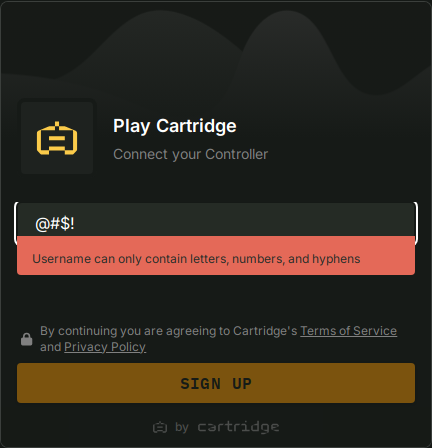 Play Cartridge
Connect your Controller
@#$!
Username can only contain letters, numbers, and hyphens
By continuing you are agreeing to Cartridge's Terms of Service
and Privacy Policy
SIGN UP
by cartridge